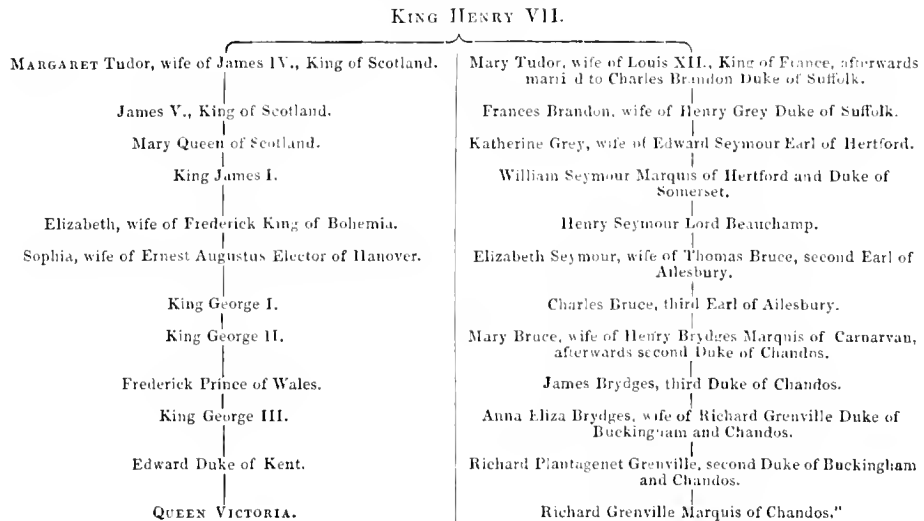 KING HENRY VII.
MARGARET Tudor, wife of James IV., King of Scotland.
James V., King of Scotland.
Mary Queen of Scotland.
King James I.
Elizabeth, wife of Frederick King of Bohemia.
Sophia, wife of Ernest Augustus Elector of Hanover.
King George I.
King George II.
Frederick Prince of Wales.
King George III.
Edward Duke of Kent.
QUEEN VICTORIA.
Mary Tudor, wife of Louis XII., King of France, afterwards
marri d to Charles Brandon Duke of Suffolk.
Frances Brandon, wife of Henry Grey Duke of Suffolk.
Katherine Grey, wife of Edward Seymour Earl of Hertford.
William Seymour Marquis of Hertford and Duke of
Somerset.
Henry Seymour Lord Beauchamp.
Elizabeth Seymour, wife of Thomas Bruce, second Earl of
Ailesbury.
Charles Bruce, third Earl of Ailesbury.
Mary Bruce, wife of Henry Brydges Marquis of Carnarvan,
afterwards second Duke of Chandos.
James Brydges, third Duke of Chandos.
Anna Eliza Brydges, wife of Richard Grenville Duke of
Buckingham and Chandos.
Richard Plantagenet Grenville, second Duke of Buckingham
and Chandos.
Richard Grenville Marquis of Chandos."